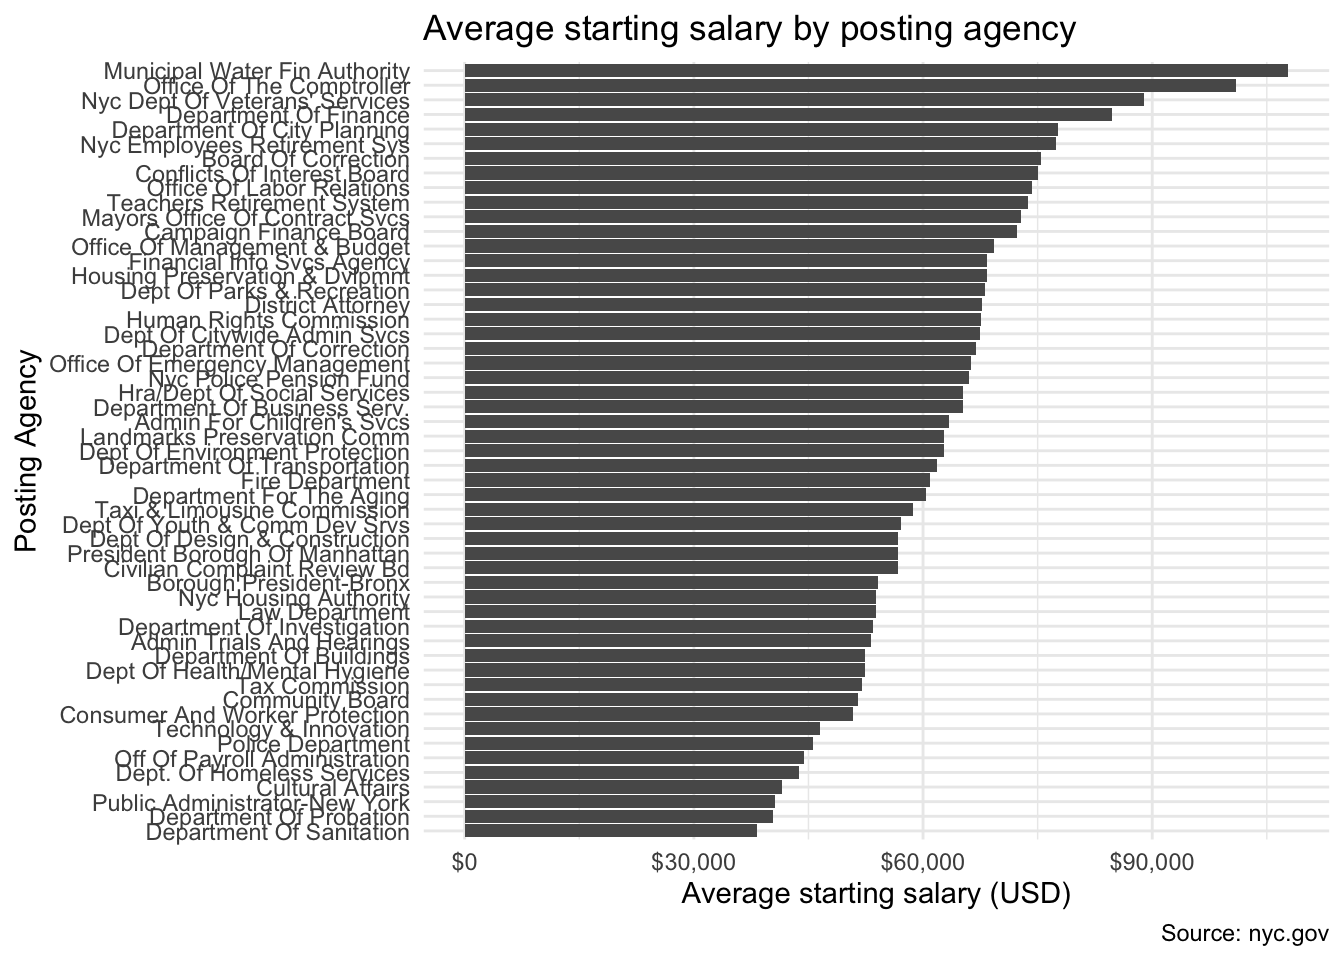 Average starting salary by posting agency
Posting Agency
Municipal Water Fin Authority
Office Of The Comptroller
Nyc Dept Of Veterans' Services
Department Of Finance
Department Of City Planning
Nyc Employees Retirement Sys
Board Of Correction
Conflicts Of Interest Board
Office Of Labor Relations
Teachers Retirement System
Mayors Office Of Contract Svcs
Campaign Finance Board
Office Of Management & Budget
Financial Info Svcs Agency
Housing Preservation & Dvlpmnt
Dept Of Parks & Recreation
District Attorney
Human Rights Commission
Dept Of Citywide Admin Svcs
Department Of Correction
Office Of Emergency Management
Nyc Police Pension Fund
Hra/Dept Of Social Services
Department Of Business Serv.
Admin For Children's Svcs
Landmarks Preservation Comm
Dept Of Environment Protection
Department Of Transportation
Fire Department
Department For The Aging
Taxi & Limousine Commission
Dept Of Youth & Comm Dev Srvs
Dept Of Design & Construction
President Borough Of Manhattan
Civilian Complaint Review Bd
Borough President-Bronx
Nyc Housing Authority
Law Department
Department Of Investigation
Admin Trials And Hearings
Department Of Buildings
Dept Of Health/Mental Hygiene
Tax Commission
Community Board
Consumer And Worker Protection
Technology & Innovation
Police Department
Off Of Payroll Administration
Dept. Of Homeless Services
Cultural Affairs
Public Administrator-New York
Department Of Probation
Department Of Sanitation
$0 $30,000 $60,000 $90,000
Average starting salary (USD)
Source: nyc.gov